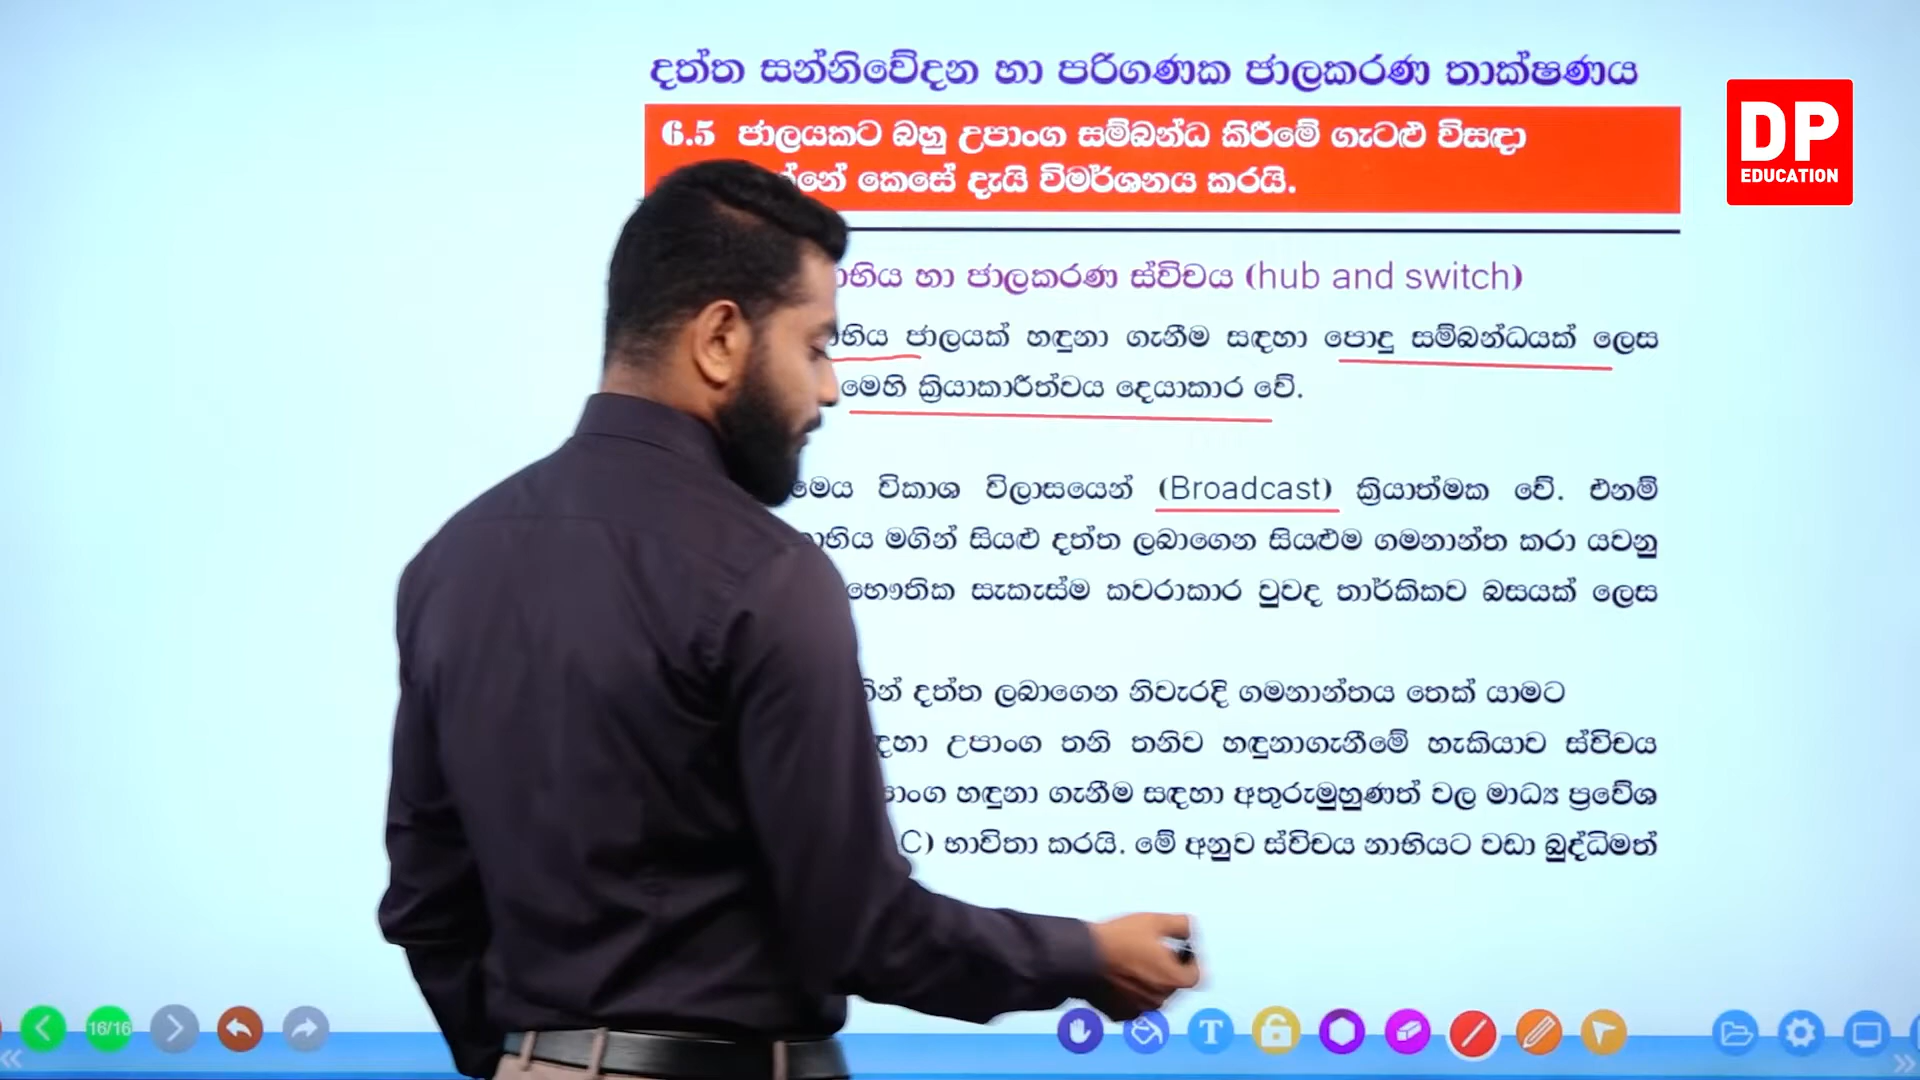 දත්ත සන්නිවේදන හා පරිගණක ජාලකරණ තාක්ෂණය
6.5 ජාලයකට බහු උපාංග සම්බන්ධ කිරීමේ ගැටළු විසඳා
කෙසේ දැයි විමර්ශනය කරයි.
DP
EDUCATION
හා ජාලකරණ ස්විචය (hub and switch)
ජාලයක් හඳුනා ගැනීම සඳහා පොදු සම්බන්ධයක් ලෙස
මෙහි ක්‍රියාකාරීත්වය දෙයාකාර වේ.
මෙය විකාශ විලාසයෙන් (Broadcast) ක්‍රියාත්මක වේ. එනම්
මගින් සියළු දත්ත ලබාගෙන සියළුම ගමනාන්ත කරා යවනු
භෞතික සැකැස්ම කවරාකාර වුවද තාර්කිකව බසයක් ලෙස
දත්ත ලබාගෙන නිවැරදි ගමනාන්තය තෙක් යාමට
උපාංග තනි තනිව හඳුනාගැනීමේ හැකියාව ස්විචය
හඳුනා ගැනීම සඳහා අතුරුමුහුණත් වල මාධ්‍ය ප්‍රවේශ
C) භාවිතා කරයි. මේ අනුව ස්විචය නාභියට වඩා බුද්ධිමත්
16/16
T